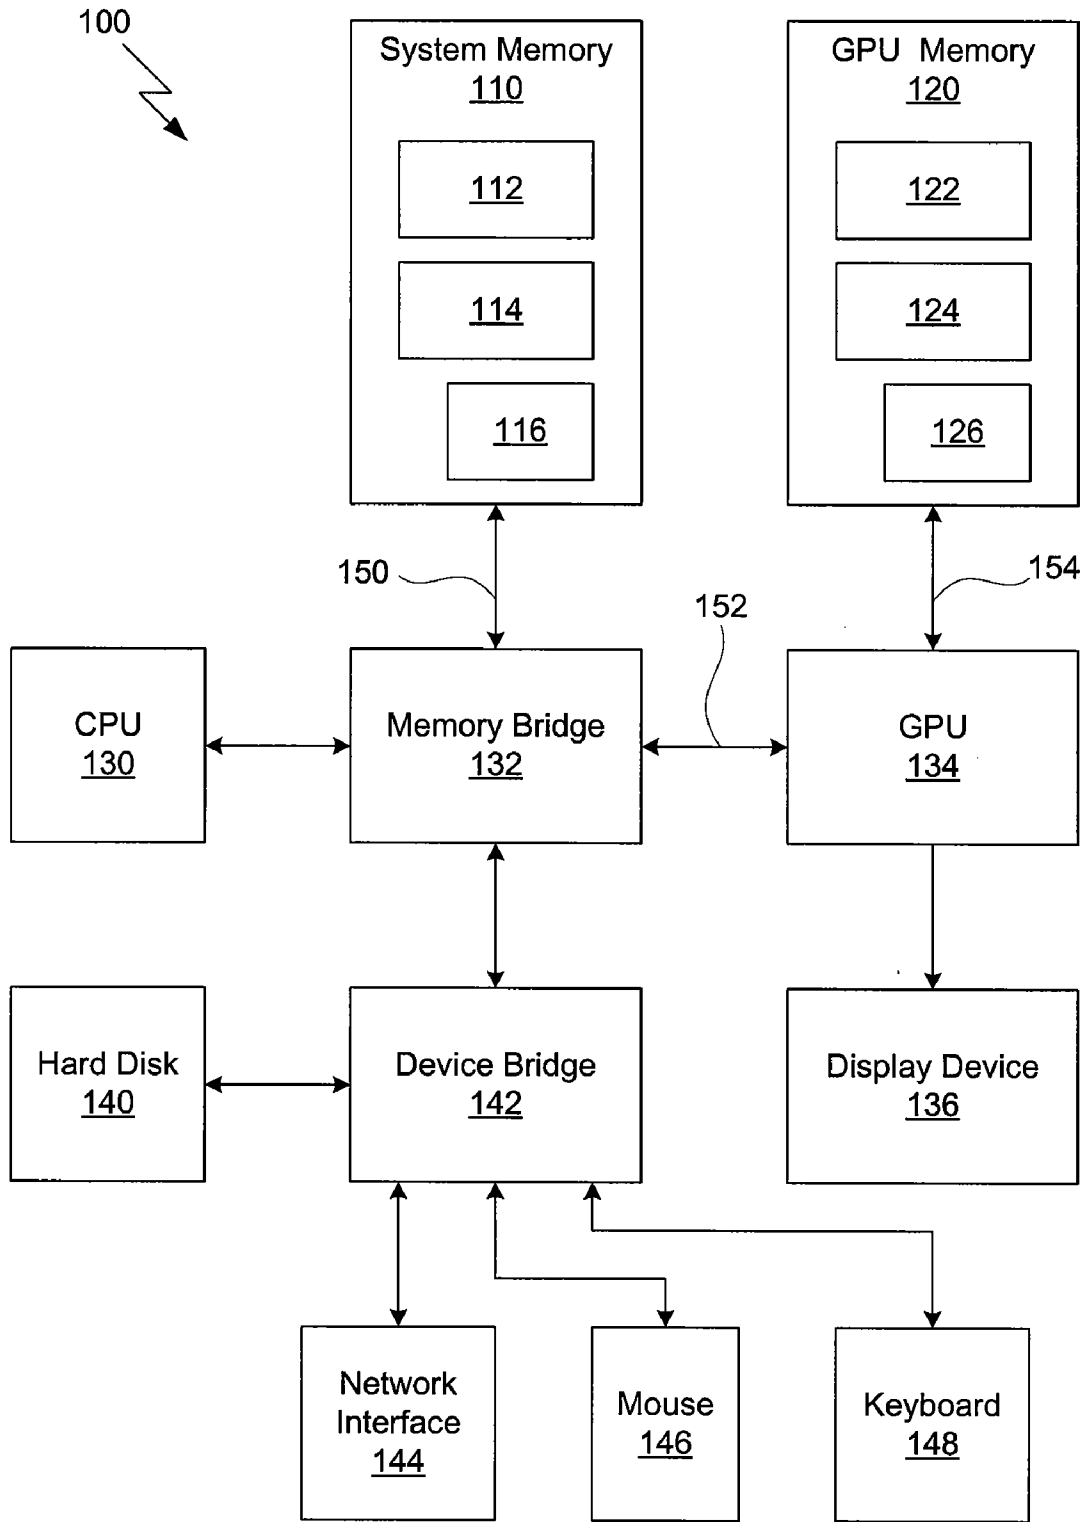 100
System Memory
110
112
114
116
GPU Memory
120
122
124
126
150
152
154
CPU
130
Memory Bridge
132
GPU
134
Hard Disk
140
Device Bridge
142
Display Device
136
Network
Interface
144
Mouse
146
Keyboard
148